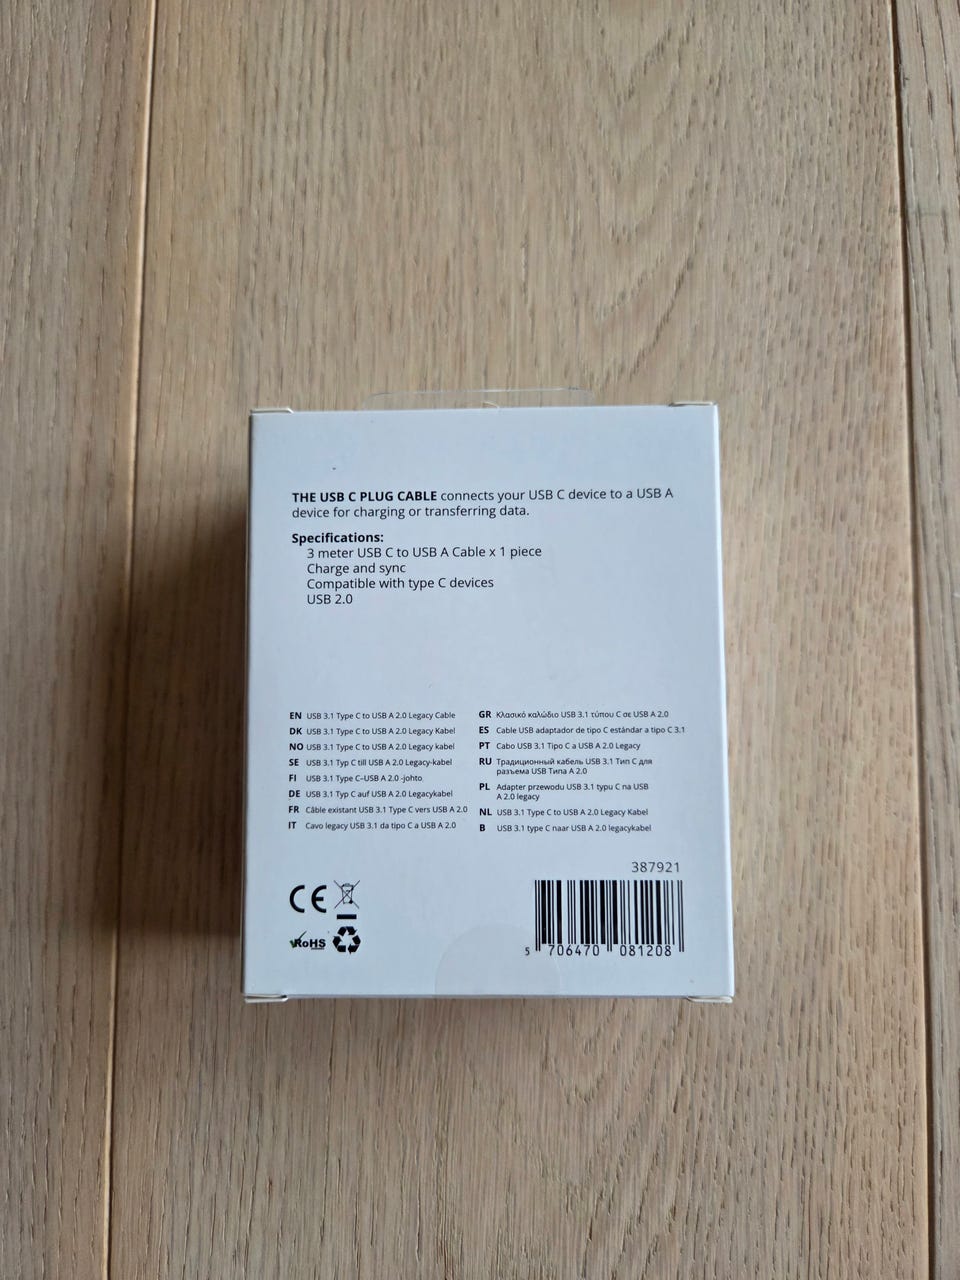 THE USB C PLUG CABLE connects your USB C device to a USB A
device for charging or transferring data.
Specifications:
3 meter USB C to USB A Cable x 1 piece
Charge and sync
Compatible with type C devices
USB 2.0
EN USB 3.1 Type C to USB A 2.0 Legacy Cable
DK USB 3.1 Type C to USB A 2.0 Legacy Kabel
NO USB 3.1 Type C to USB A 2.0 Legacy kabel
SE USB 3.1 Typ C till USB A 2.0 Legacy-kabel
FI USB 3.1 Type C–USB A 2.0 -johto
DE USB 3.1 Typ C auf USB A 2.0 Legacykabel
FR Câble existant USB 3.1 Type C vers USB A 2.0
IT Cavo legacy USB 3.1 da tipo C a USB A 2.0
GR Κλασικό καλώδιο USB 3.1 τύπου C σε USB A 2.0
ES Cable USB adaptador de tipo C estándar a tipo C 3.1
PT Cabo USB 3.1 Tipo C a USB A 2.0 Legacy
RU Традиционный кабель USB 3.1 Тип C для
разъема USB Типа A 2.0
PL Adapter przewodu USB 3.1 typu C na USB
A 2.0 legacy
NL USB 3.1 Type C to USB A 2.0 Legacy Kabel
B USB 3.1 type C naar USB A 2.0 legacykabel
387921
CE
RoHS
5 706470 081208